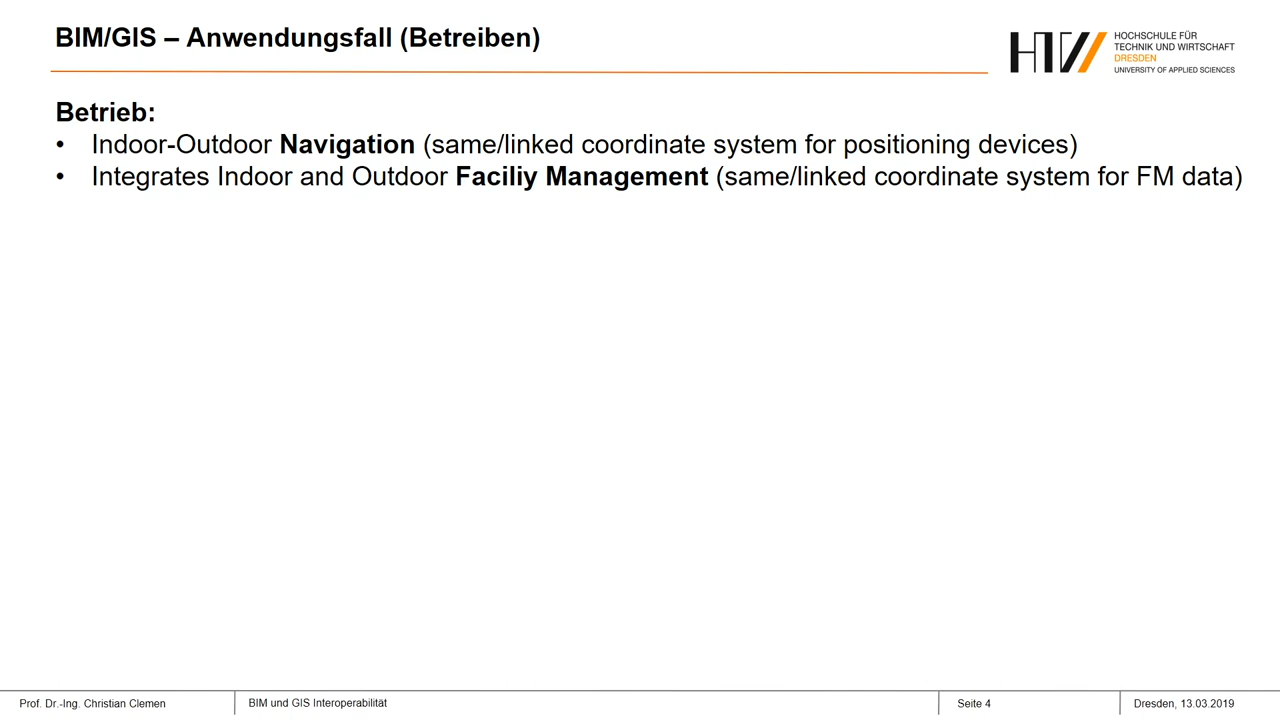 BIM/GIS – Anwendungsfall (Betreiben)
HOCHSCHULE FÜR
TECHNIK UND WIRTSCHAFT
DRESDEN
UNIVERSITY OF APPLIED SCIENCES
Betrieb:
• Indoor-Outdoor Navigation (same/linked coordinate system for positioning devices)
• Integrates Indoor and Outdoor Faciliy Management (same/linked coordinate system for FM data)
Prof. Dr.-Ing. Christian Clemen
BIM und GIS Interoperabilität
Seite 4
Dresden, 13.03.2019